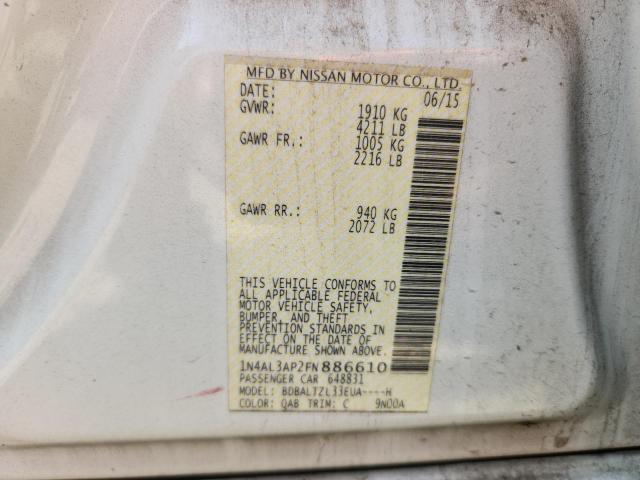 MFD BY NISSAN MOTOR CO., LTD.
DATE: 06/15
GVWR: 1910 KG
4211 LB
GAWR FR.: 1005 KG
2216 LB
GAWR RR.: 940 KG
2072 LB
THIS VEHICLE CONFORMS TO
ALL APPLICABLE FEDERAL
MOTOR VEHICLE SAFETY,
BUMPER, AND THEFT
PREVENTION STANDARDS IN
EFFECT ON THE DATE OF
MANUFACTURE SHOWN ABOVE.
1N4AL3AP2FN886610
PASSENGER CAR 648831
MODEL: BDBALTZL33EUA----H
COLOR: QAB TRIM: C 9N00A